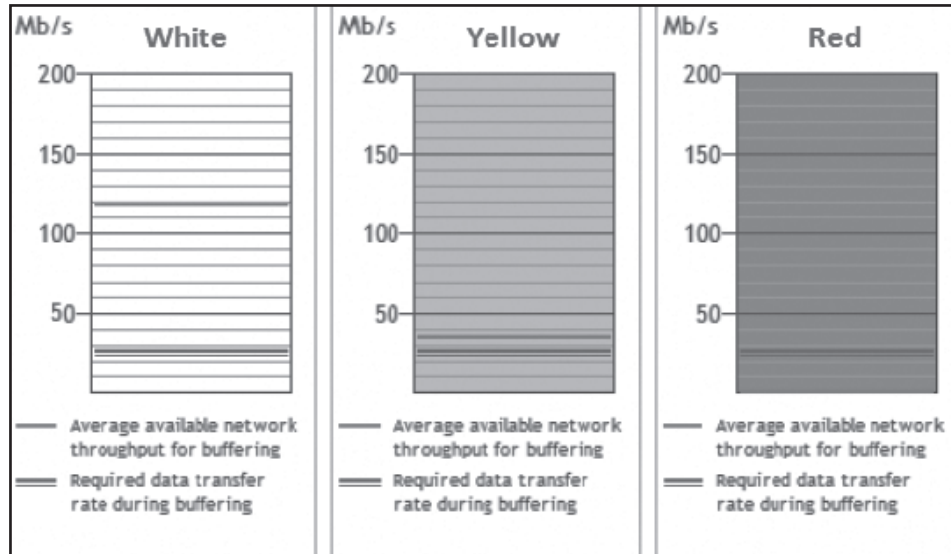 Mb/s
White
200
150
100
50
Average available network
throughput for buffering
Required data transfer
rate during buffering
Mb/s
Yellow
200
150
100
50
Average available network
throughput for buffering
Required data transfer
rate during buffering
Mb/s
Red
200
150
100
50
Average available network
throughput for buffering
Required data transfer
rate during buffering